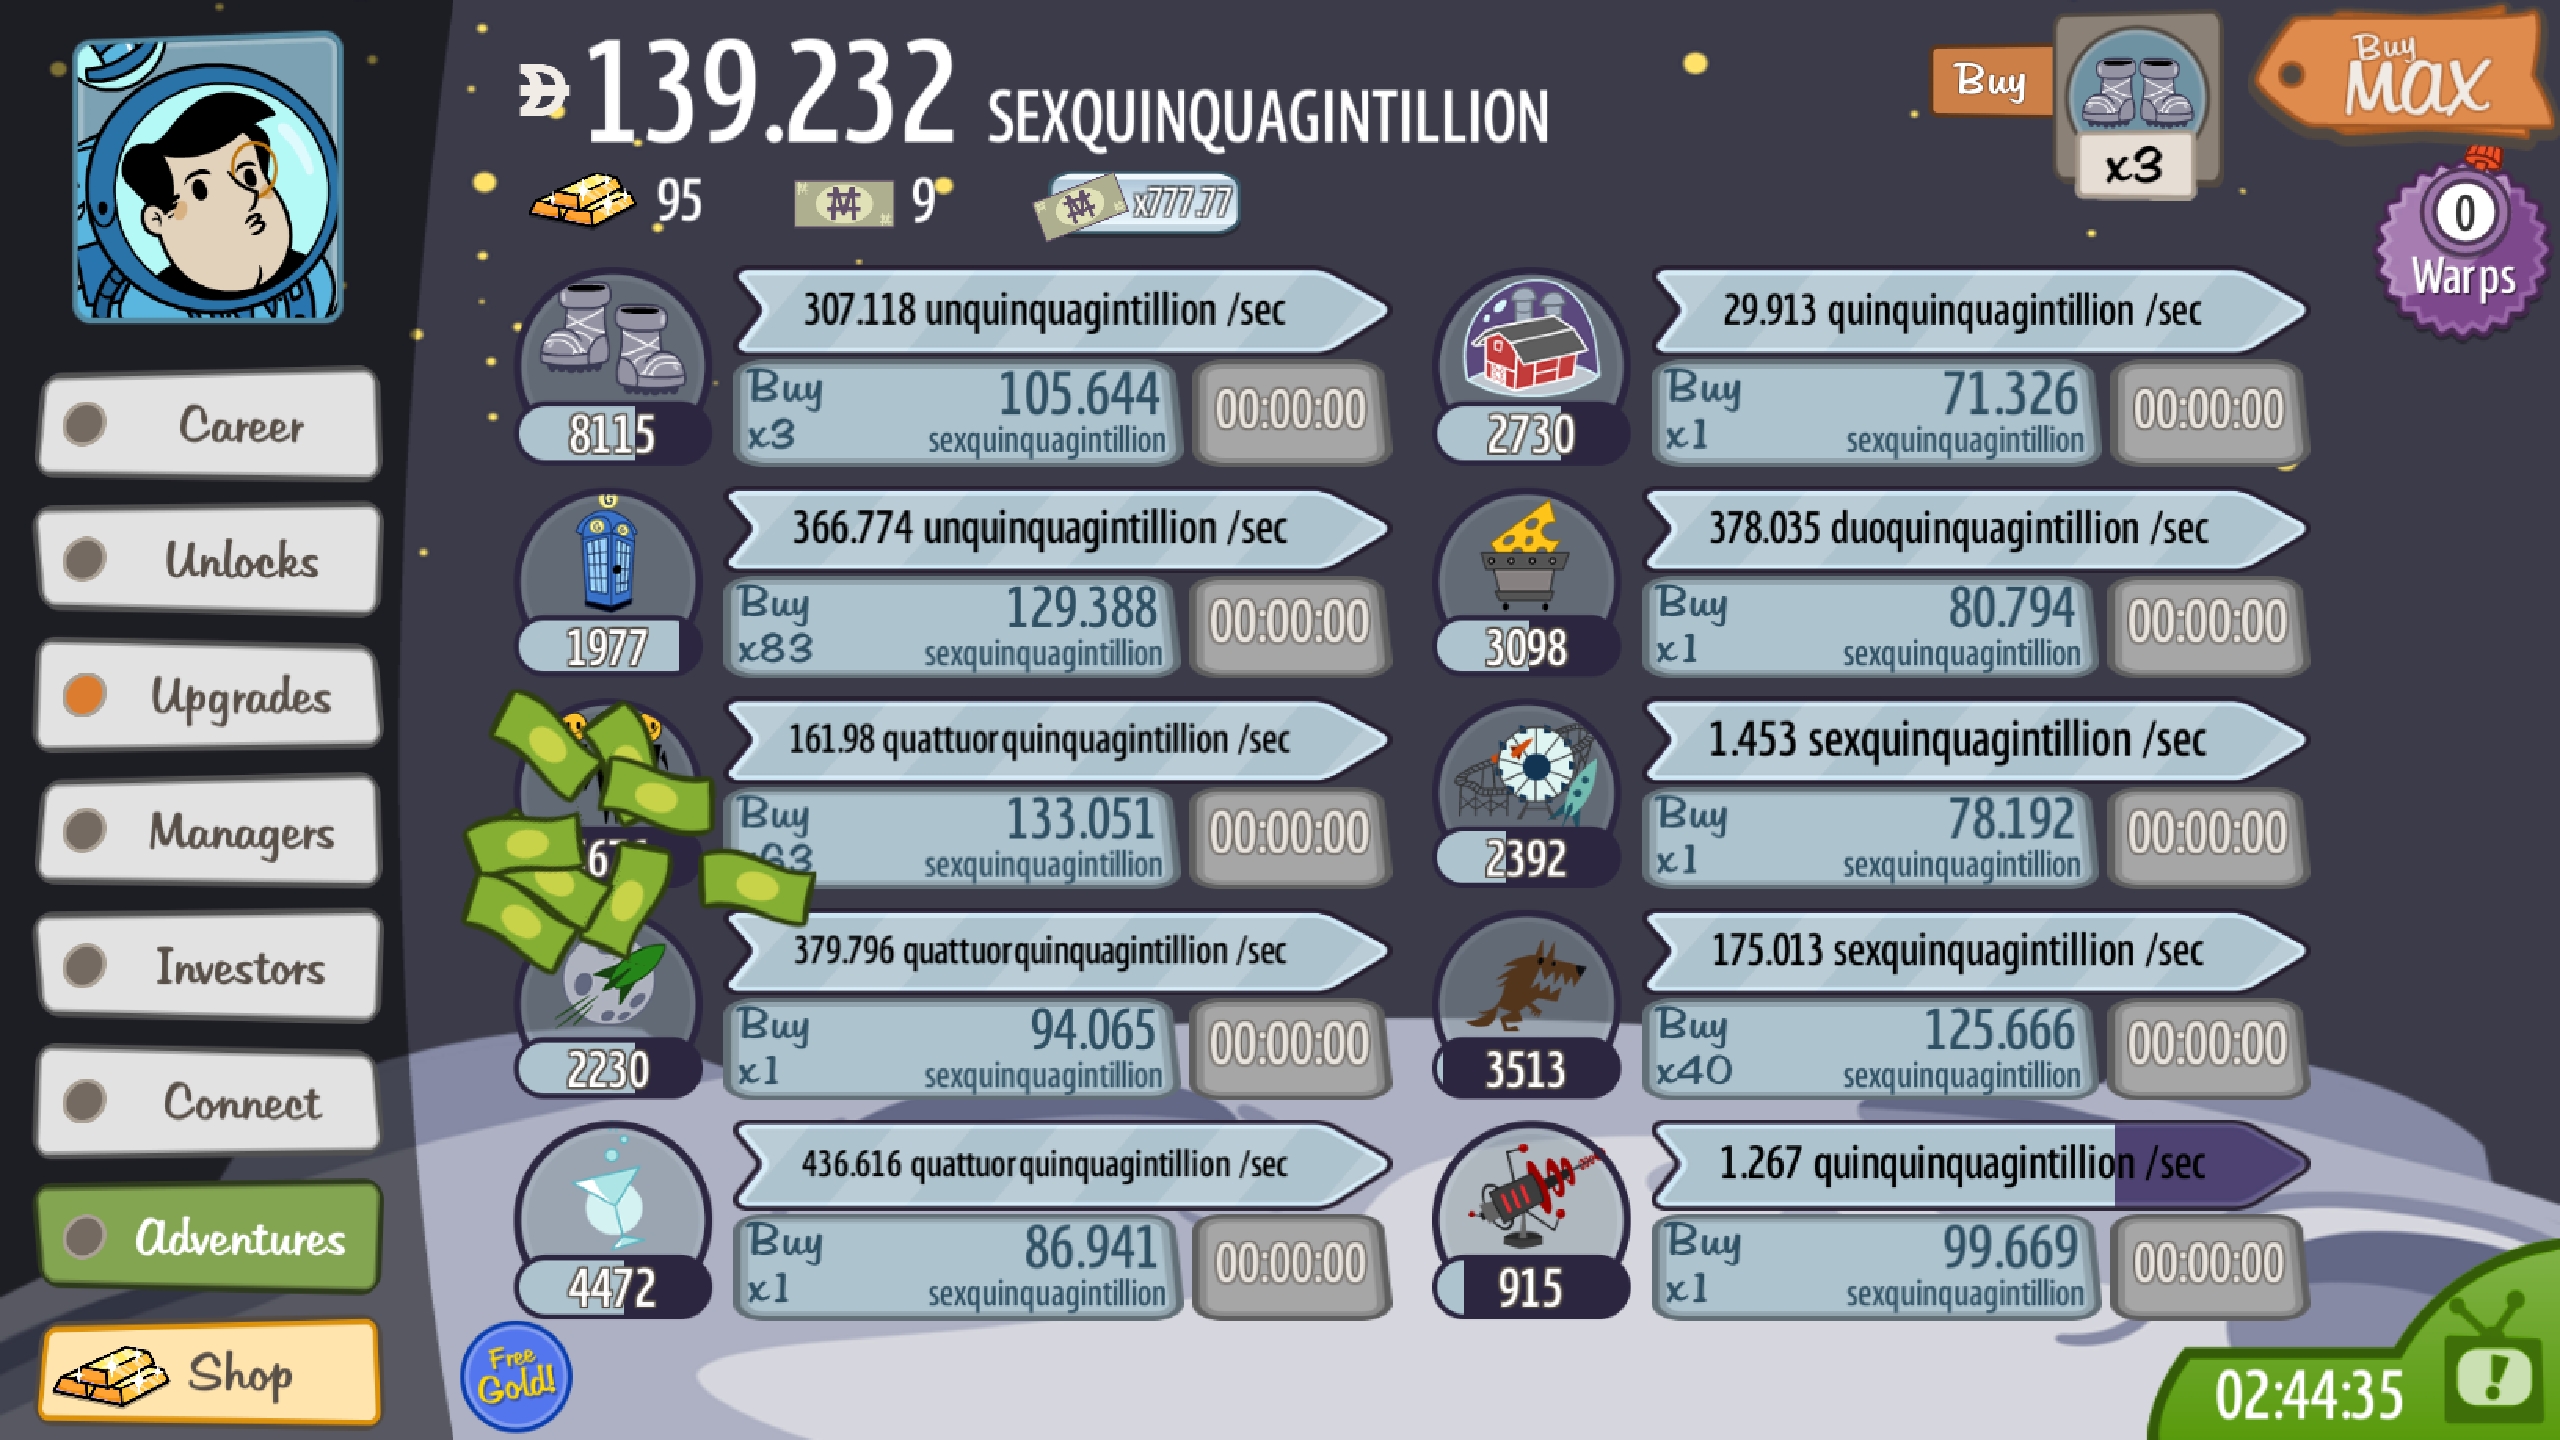 139.232 SEXQUINQUAGINTILLION
Buy
x3
Buy
MAX
95
9
x777.77
0
Warps
Career
Unlocks
Upgrades
Managers
Investors
Connect
Adventures
Shop
307.118 unquinquagintillion /sec
8115
Buy 105.644
x3 sexquinquagintillion
00:00:00
29.913 quinquinquagintillion /sec
2730
Buy 71.326
x1 sexquinquagintillion
00:00:00
366.774 unquinquagintillion /sec
1977
Buy 129.388
x83 sexquinquagintillion
00:00:00
378.035 duoquinquagintillion /sec
3098
Buy 80.794
x1 sexquinquagintillion
00:00:00
161.98 quattuorquinquagintillion /sec
Buy 133.051
sexquinquagintillion
00:00:00
1.453 sexquinquagintillion /sec
2392
Buy 78.192
x1 sexquinquagintillion
00:00:00
379.796 quattuorquinquagintillion /sec
2230
Buy 94.065
x1 sexquinquagintillion
00:00:00
175.013 sexquinquagintillion /sec
3513
Buy 125.666
x40 sexquinquagintillion
00:00:00
436.616 quattuorquinquagintillion /sec
4472
Buy 86.941
x1 sexquinquagintillion
00:00:00
1.267 quinquinquagintillion /sec
915
Buy 99.669
x1 sexquinquagintillion
00:00:00
Free
Gold!
02:44:35
!